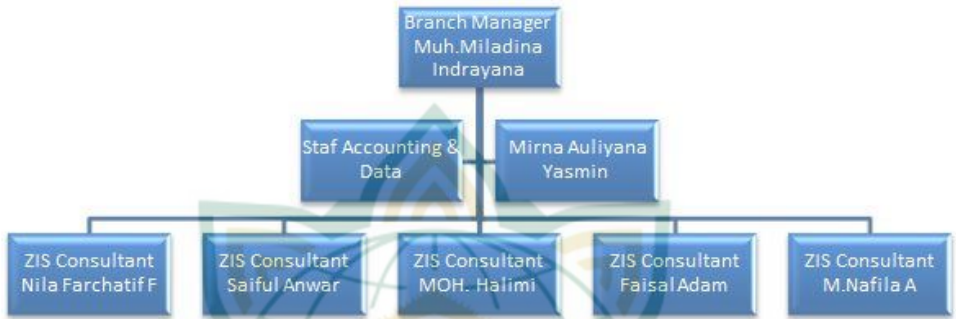 Branch Manager
Muh.Miladina
Indrayana
Staf Accounting &
Data
Mirna Auliyana
Yasmin
ZIS Consultant
Nila Farchatif F
ZIS Consultant
Saiful Anwar
ZIS Consultant
MOH. Halimi
ZIS Consultant
Faisal Adam
ZIS Consultant
M.Nafila A